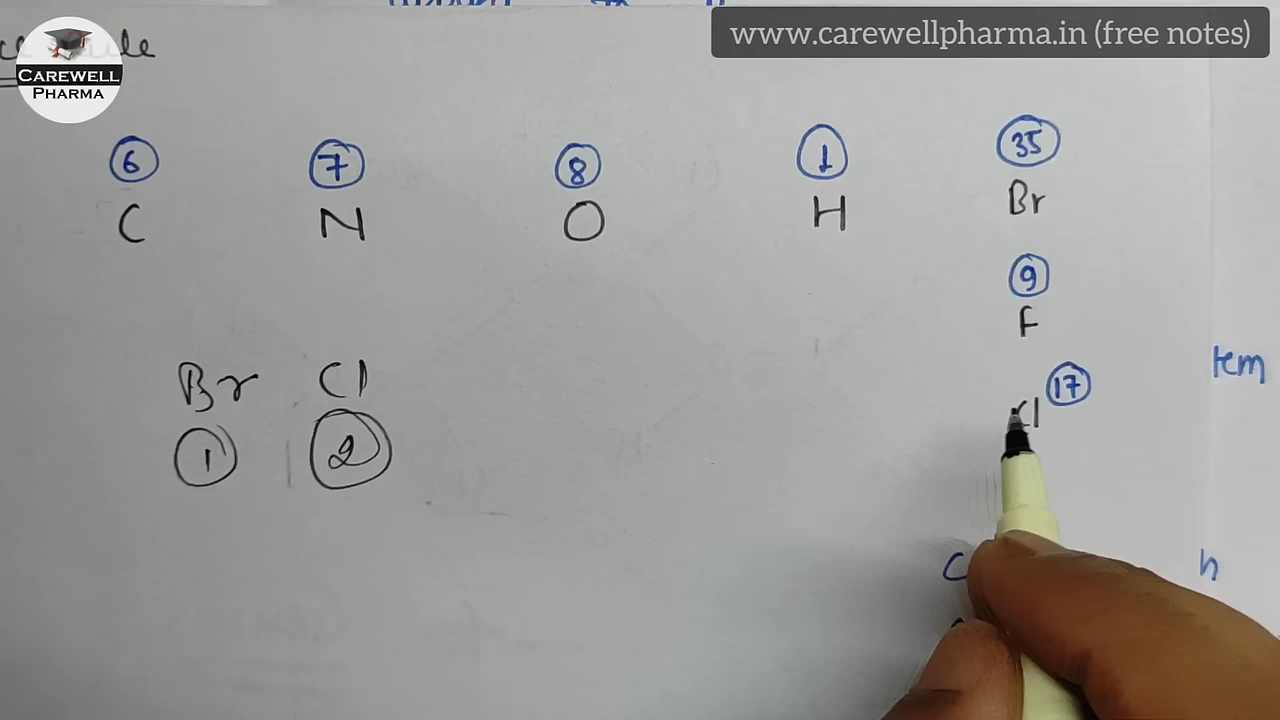 www.carewellpharma.in (free notes)
CAREWELL
PHARMA
6 7 8 1 35
C N O H Br
9
F
17
Cl
Br Cl
1 2
tem
C
h